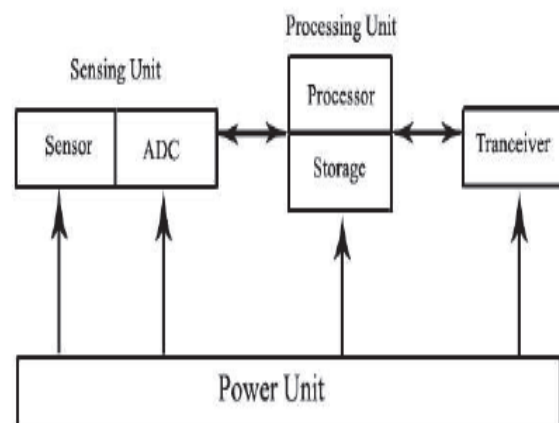 Processing Unit
Sensing Unit
Processor
Sensor
ADC
Storage
Tranceiver
Power Unit